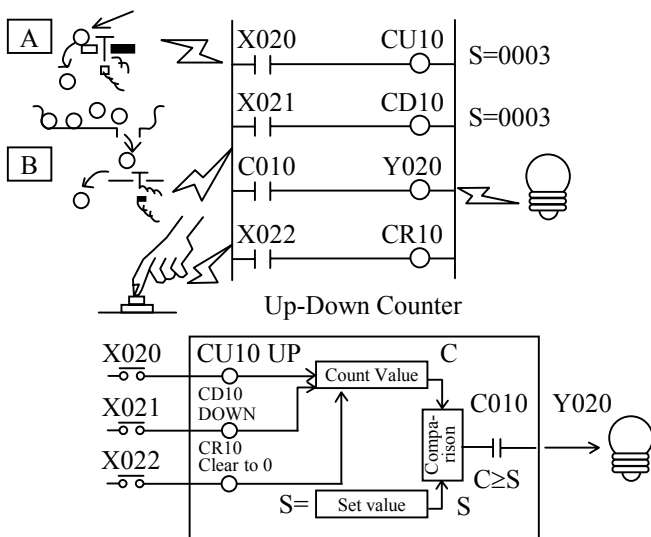 A
X020 CU10 S=0003
X021 CD10 S=0003
B
C010 Y020
X022 CR10
Up-Down Counter
X020 CU10 UP C
Count Value
C010 Y020
X021 CD10
DOWN
Compa-
rison
X022 CR10
Clear to 0
C≥S
S= Set value S